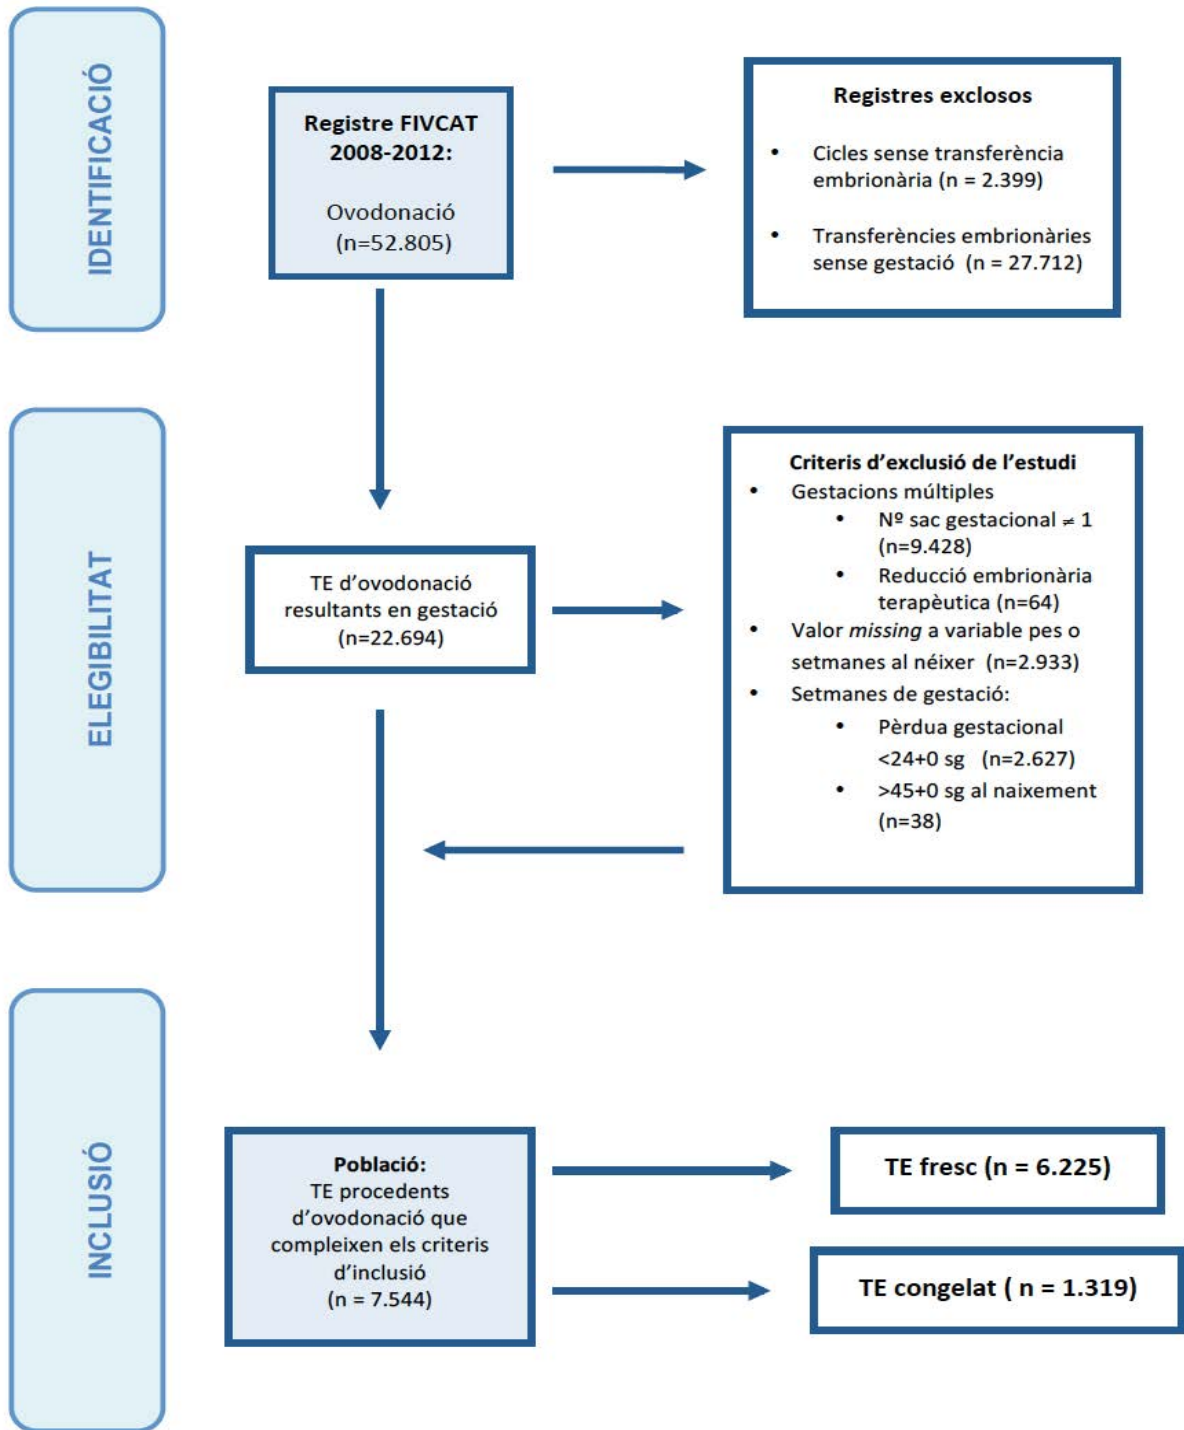 IDENTIFICACIÓ
Registre FIVCAT
2008-2012:
Ovodonació
(n=52.805)
Registres exclosos
• Cicles sense transferència
embrionària (n = 2.399)
• Transferències embrionàries
sense gestació (n = 27.712)
ELEGIBILITAT
TE d’ovodonació
resultants en gestació
(n=22.694)
Criteris d’exclusió de l’estudi
• Gestacions múltiples
• Nº sac gestacional ≠ 1
(n=9.428)
• Reducció embrionària
terapèutica (n=64)
• Valor missing a variable pes o
setmanes al néixer (n=2.933)
• Setmanes de gestació:
• Pèrdua gestacional
<24+0 sg (n=2.627)
• >45+0 sg al naixement
(n=38)
INCLUSIÓ
Població:
TE procedents
d’ovodonació que
compleixen els criteris
d’inclusió
(n = 7.544)
TE fresc (n = 6.225)
TE congelat ( n = 1.319)